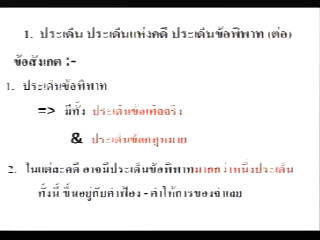 1. ประเด็น ประเด็นแห่งคดี ประเด็นข้อพิพาท (ต่อ)
ข้อสังเกต :-
1. ประเด็นข้อพิพาท
=> มีทั้ง ประเด็นข้อเท็จจริง
& ประเด็นข้อกฎหมาย
2. ในแต่ละคดี อาจมีประเด็นข้อพิพาทมากกว่าหนึ่งประเด็น
ทั้งนี้ ขึ้นอยู่กับคำฟ้อง - คำให้การของจำเลย